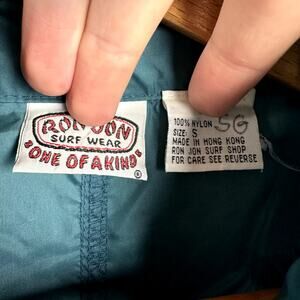 RON JON
SURF WEAR
"ONE OF A KIND"
®
100% NYLON
SG
SIZE: S
MADE IN HONG KONG
RON JON SURF SHOP
FOR CARE SEE REVERSE